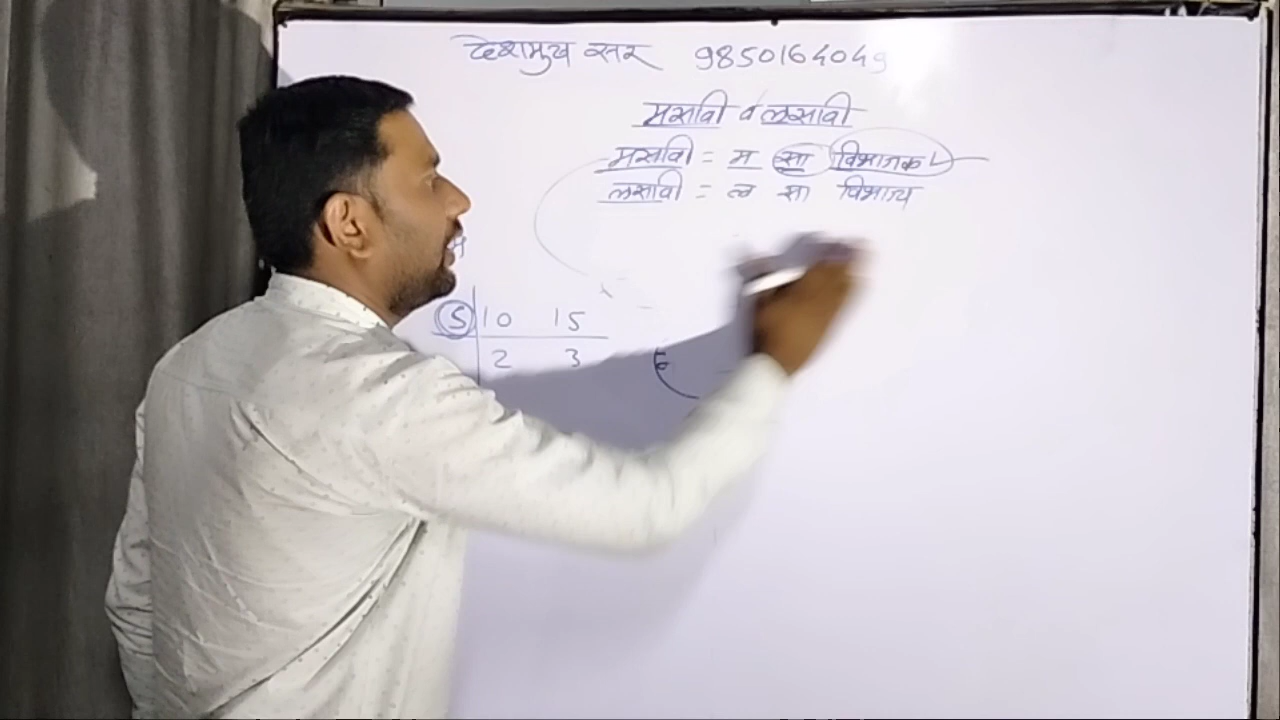 देशमुख सर 9850164049
मसावी व लसावी
मसावी = म सा विभाजक
लसावी = ल सा विभाज्य
5 10 15
2 3